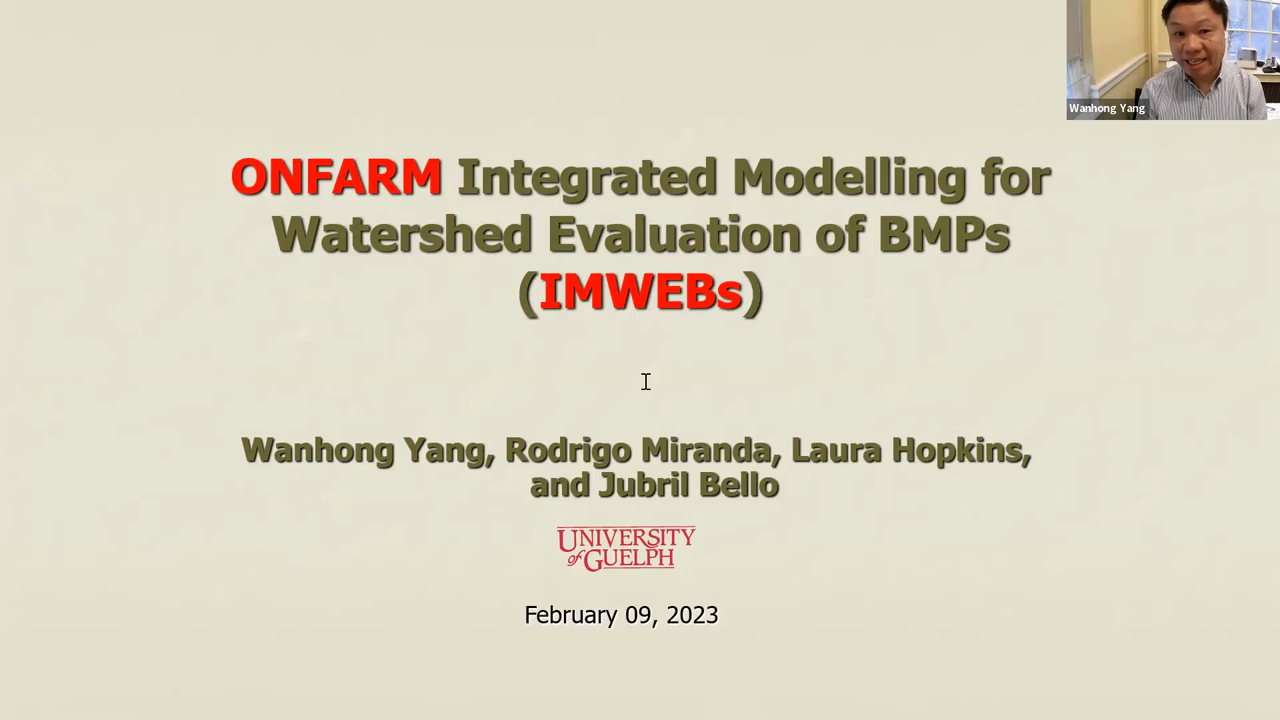 Wanhong Yang
ONFARM Integrated Modelling for
Watershed Evaluation of BMPs
(IMWEBs)
Wanhong Yang, Rodrigo Miranda, Laura Hopkins,
and Jubril Bello
UNIVERSITY
of GUELPH
February 09, 2023